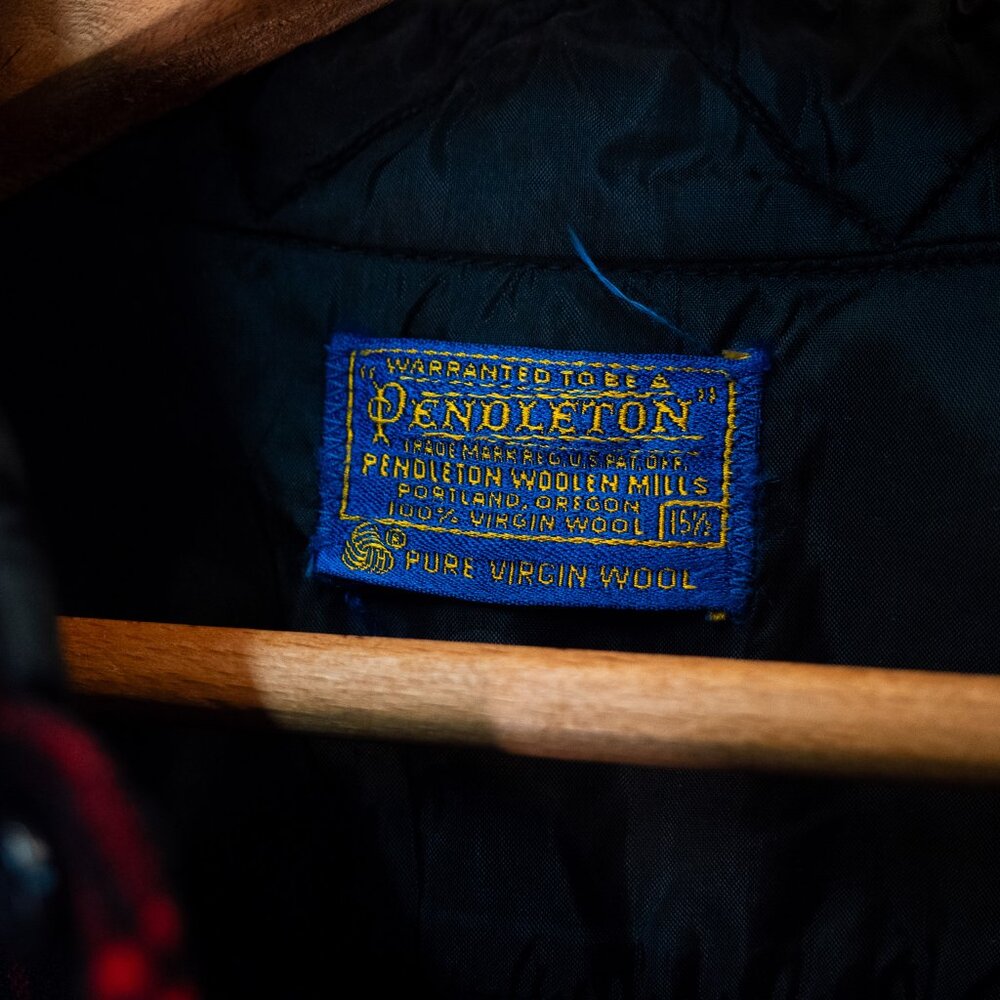 "WARRANTED TO BE A
PENDLETON"
TRADE MARK REG. U.S. PAT. OFF.
PENDLETON WOOLEN MILLS
PORTLAND, OREGON
100% VIRGIN WOOL 15½
® PURE VIRGIN WOOL